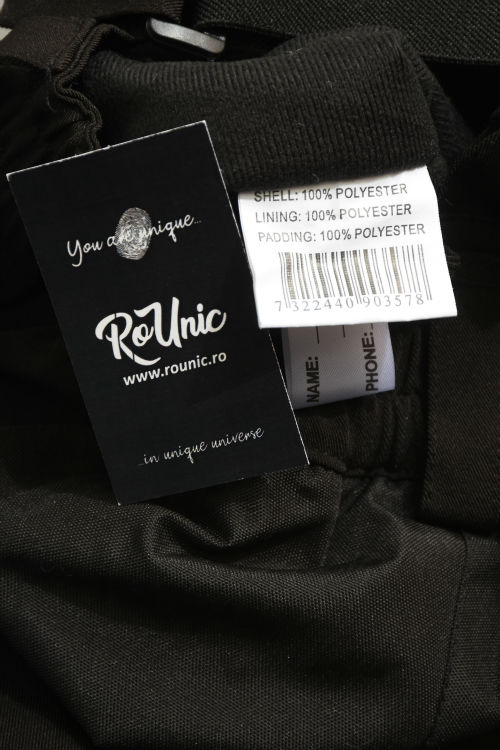 You are unique...
RoUnic
www.rounic.ro
...in unique universe
SHELL: 100% POLYESTER
LINING: 100% POLYESTER
PADDING: 100% POLYESTER
7 322440 903578
NAME:
PHONE: